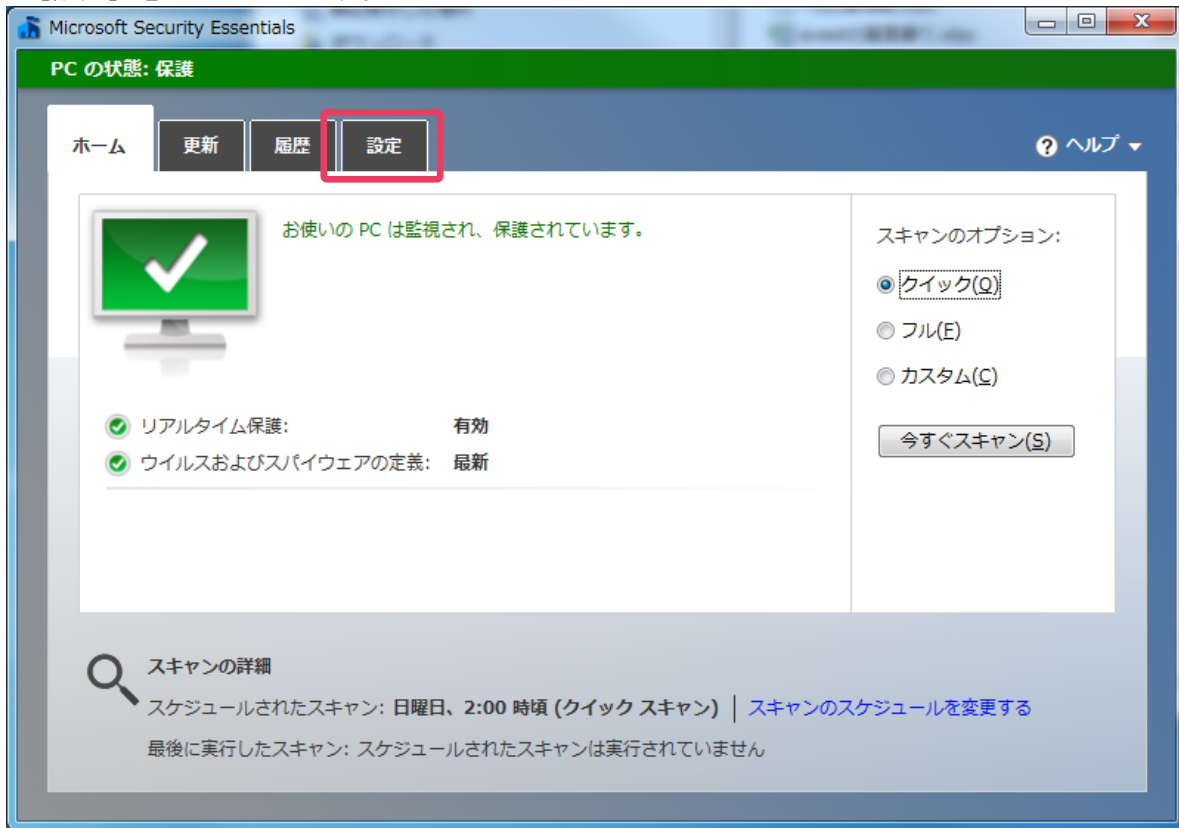 Microsoft Security Essentials
PC の状態: 保護
ホーム 更新 履歴 設定 ヘルプ
お使いの PC は監視され、保護されています。
リアルタイム保護: 有効
ウイルスおよびスパイウェアの定義: 最新
スキャンのオプション:
クイック(Q)
フル(F)
カスタム(C)
今すぐスキャン(S)
スキャンの詳細
スケジュールされたスキャン: 日曜日、2:00 時頃 (クイック スキャン) | スキャンのスケジュールを変更する
最後に実行したスキャン: スケジュールされたスキャンは実行されていません